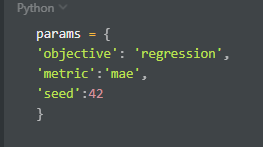 Python
params = {
'objective': 'regression',
'metric':'mae',
'seed':42
}